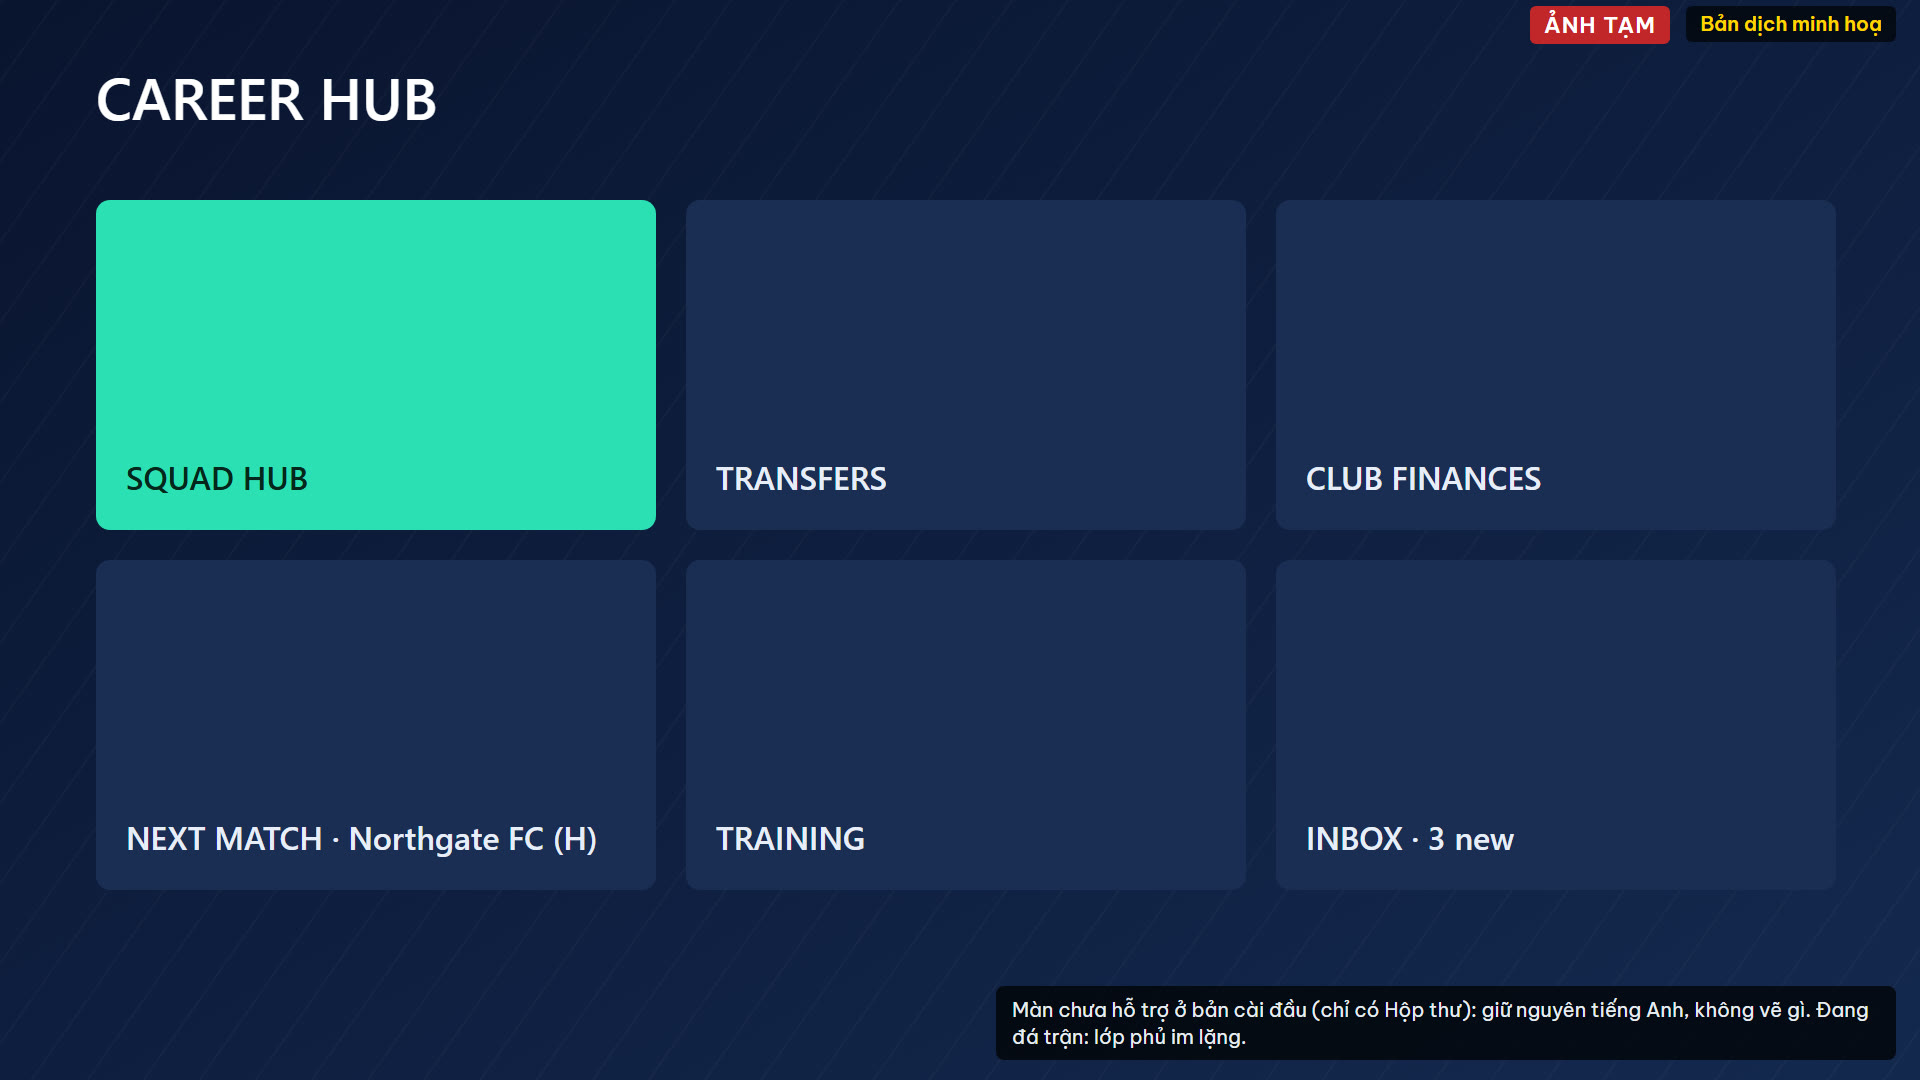 ẢNH TẠM
Bản dịch minh hoạ
CAREER HUB
SQUAD HUB
TRANSFERS
CLUB FINANCES
NEXT MATCH · Northgate FC (H)
TRAINING
INBOX · 3 new
Màn chưa hỗ trợ ở bản cài đầu (chỉ có Hộp thư): giữ nguyên tiếng Anh, không vẽ gì. Đang
đá trận: lớp phủ im lặng.